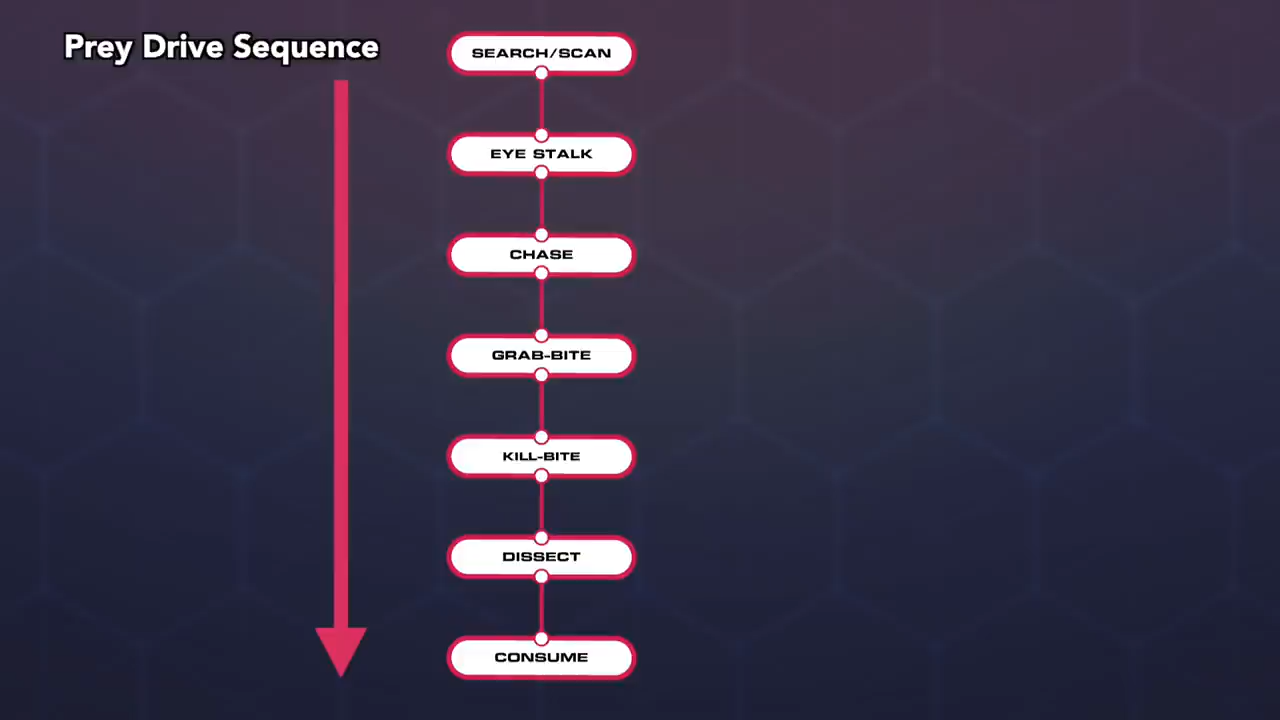 Prey Drive Sequence
SEARCH/SCAN
EYE STALK
CHASE
GRAB-BITE
KILL-BITE
DISSECT
CONSUME